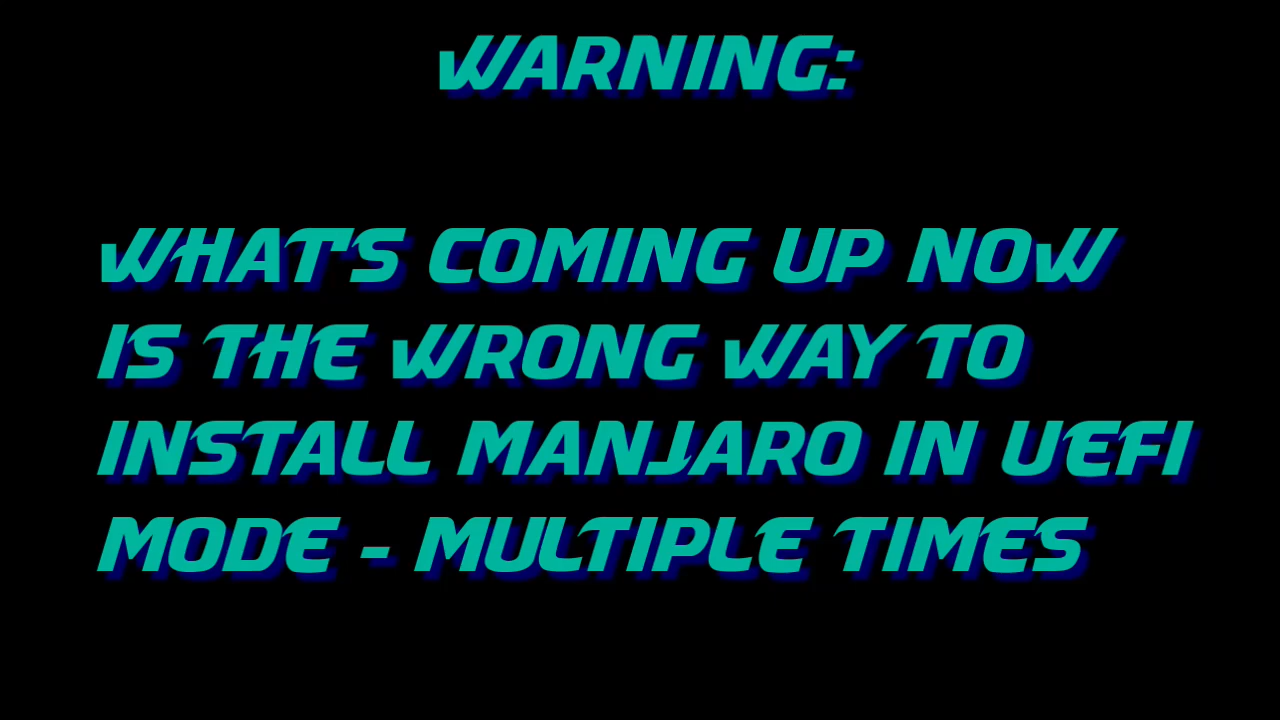 WARNING:
WHAT'S COMING UP NOW
IS THE WRONG WAY TO
INSTALL MANJARO IN UEFI
MODE - MULTIPLE TIMES